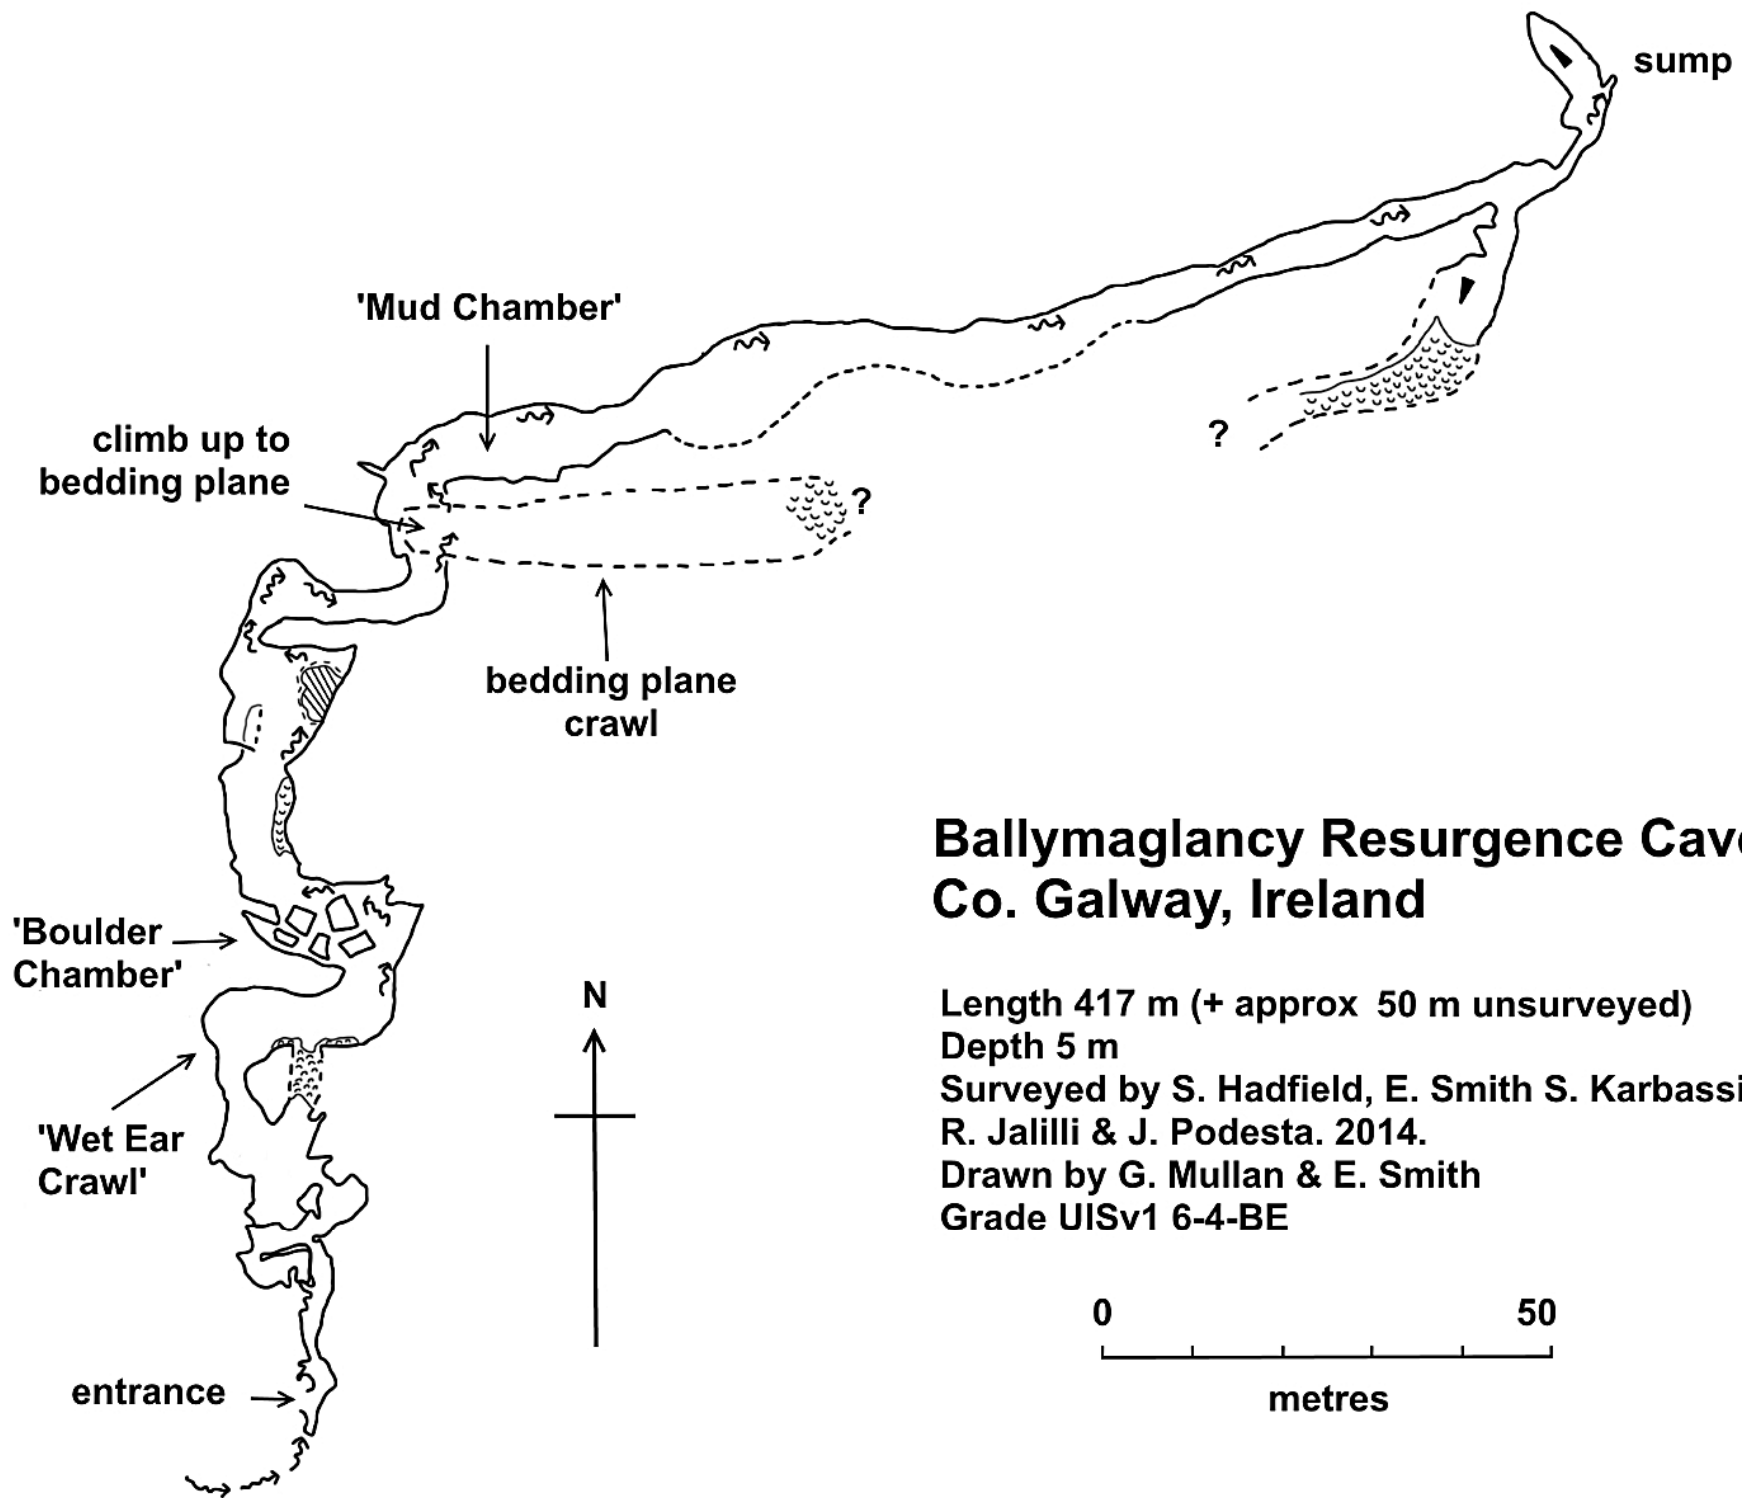 sump
'Mud Chamber'
climb up to
bedding plane
?
?
bedding plane
crawl
Ballymaglancy Resurgence Cave
Co. Galway, Ireland
'Boulder
Chamber'
N
Length 417 m (+ approx 50 m unsurveyed)
Depth 5 m
Surveyed by S. Hadfield, E. Smith S. Karbassi
R. Jalilli & J. Podesta. 2014.
Drawn by G. Mullan & E. Smith
Grade UISv1 6-4-BE
'Wet Ear
Crawl'
0 50
metres
entrance